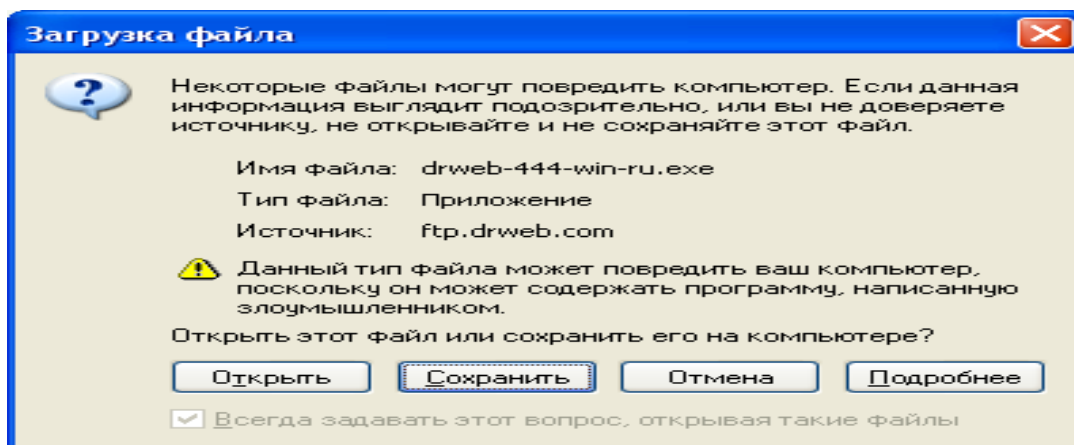 Загрузка файла
Некоторые файлы могут повредить компьютер. Если данная
информация выглядит подозрительно, или вы не доверяете
источнику, не открывайте и не сохраняйте этот файл.
Имя файла: drweb-444-win-ru.exe
Тип файла: Приложение
Источник: ftp.drweb.com
Данный тип файла может повредить ваш компьютер,
поскольку он может содержать программу, написанную
злоумышленником.
Открыть этот файл или сохранить его на компьютере?
Открыть Сохранить Отмена Подробнее
Всегда задавать этот вопрос, открывая такие файлы